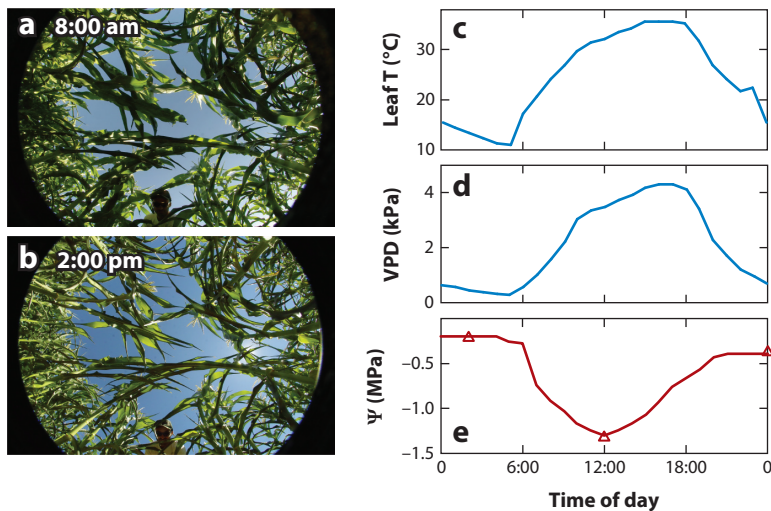 a 8:00 am
b 2:00 pm
c
Leaf T (°C)
30
20
10
d
VPD (kPa)
4
2
0
e
Ψ (MPa)
−0.5
−1.0
−1.5
0 6:00 12:00 18:00 0
Time of day